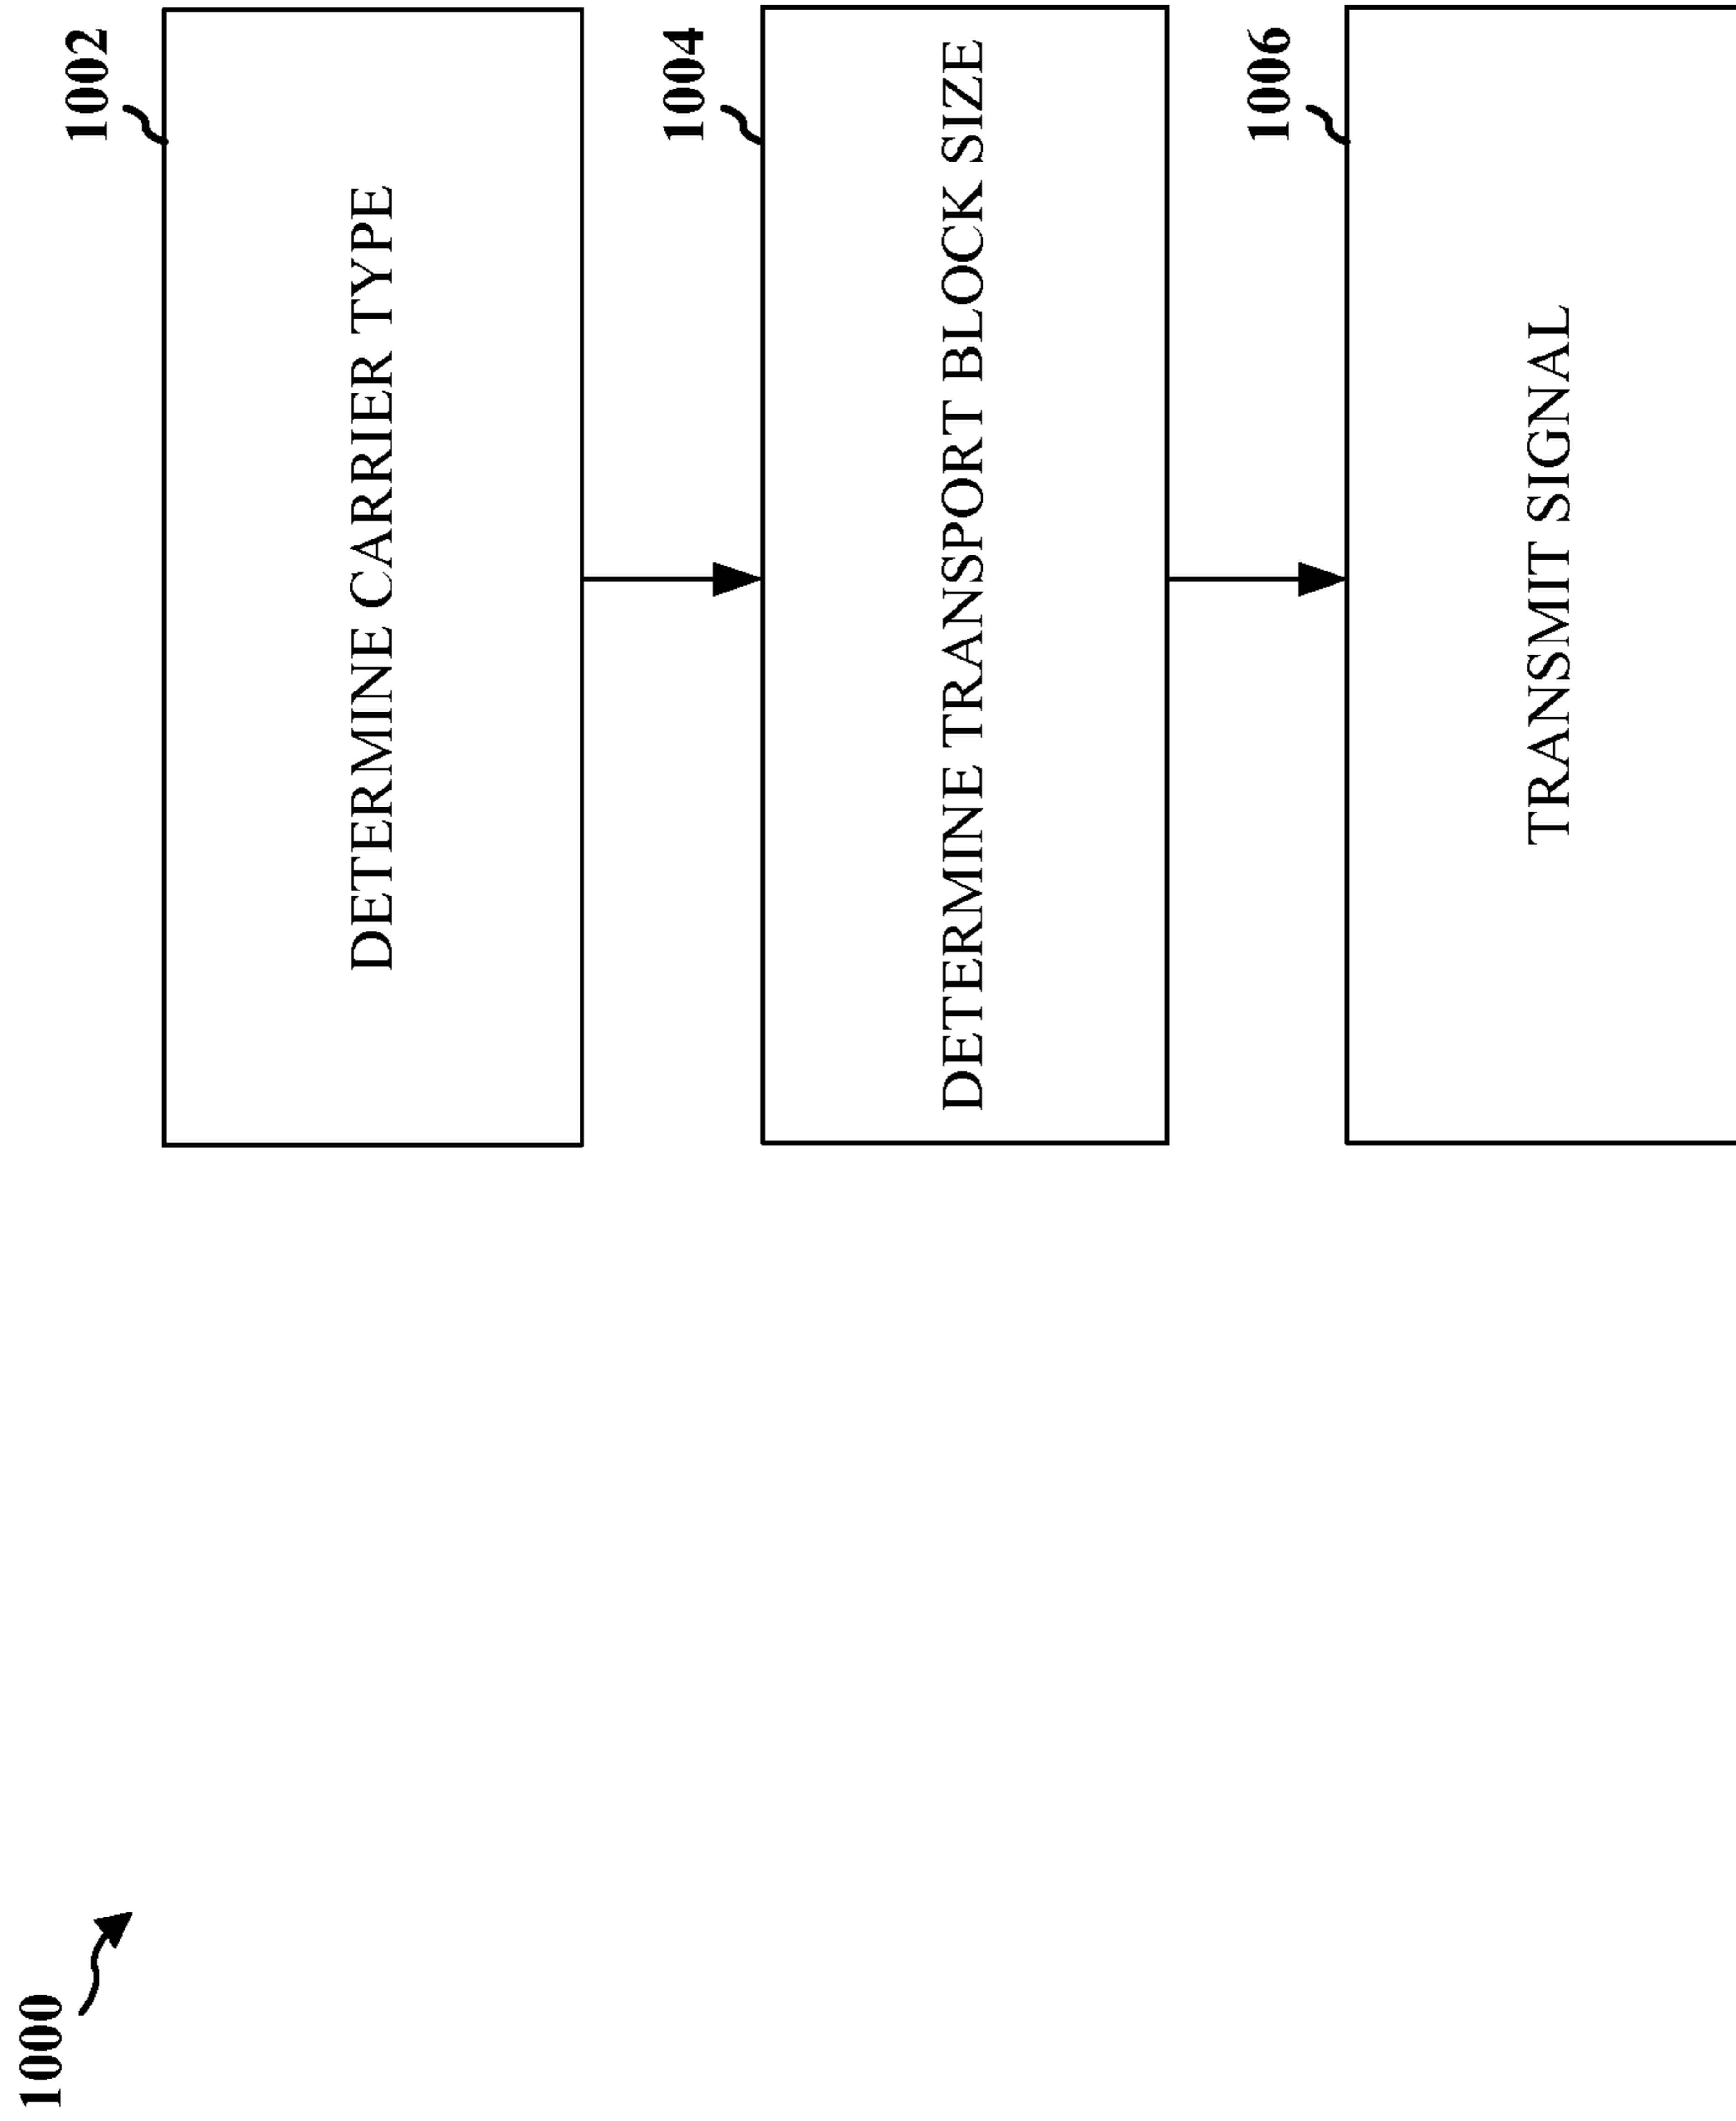 1000
1002
DETERMINE CARRIER TYPE
1004
DETERMINE TRANSPORT BLOCK SIZE
1006
TRANSMIT SIGNAL